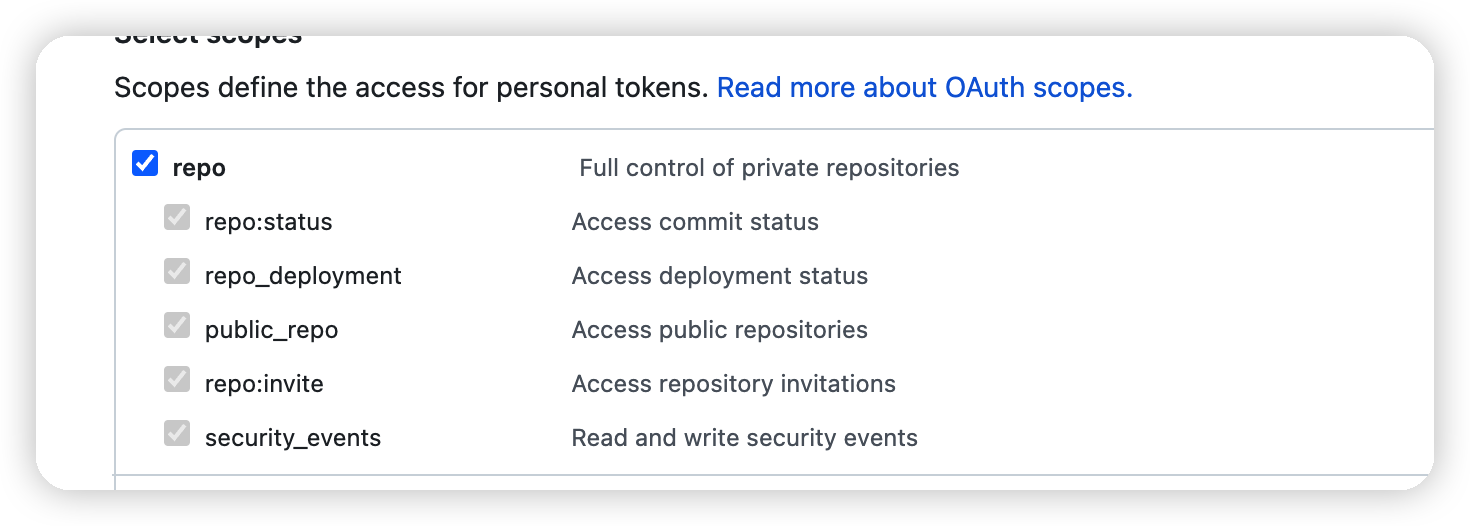 Select scopes
Scopes define the access for personal tokens. Read more about OAuth scopes.
repo Full control of private repositories
repo:status Access commit status
repo_deployment Access deployment status
public_repo Access public repositories
repo:invite Access repository invitations
security_events Read and write security events